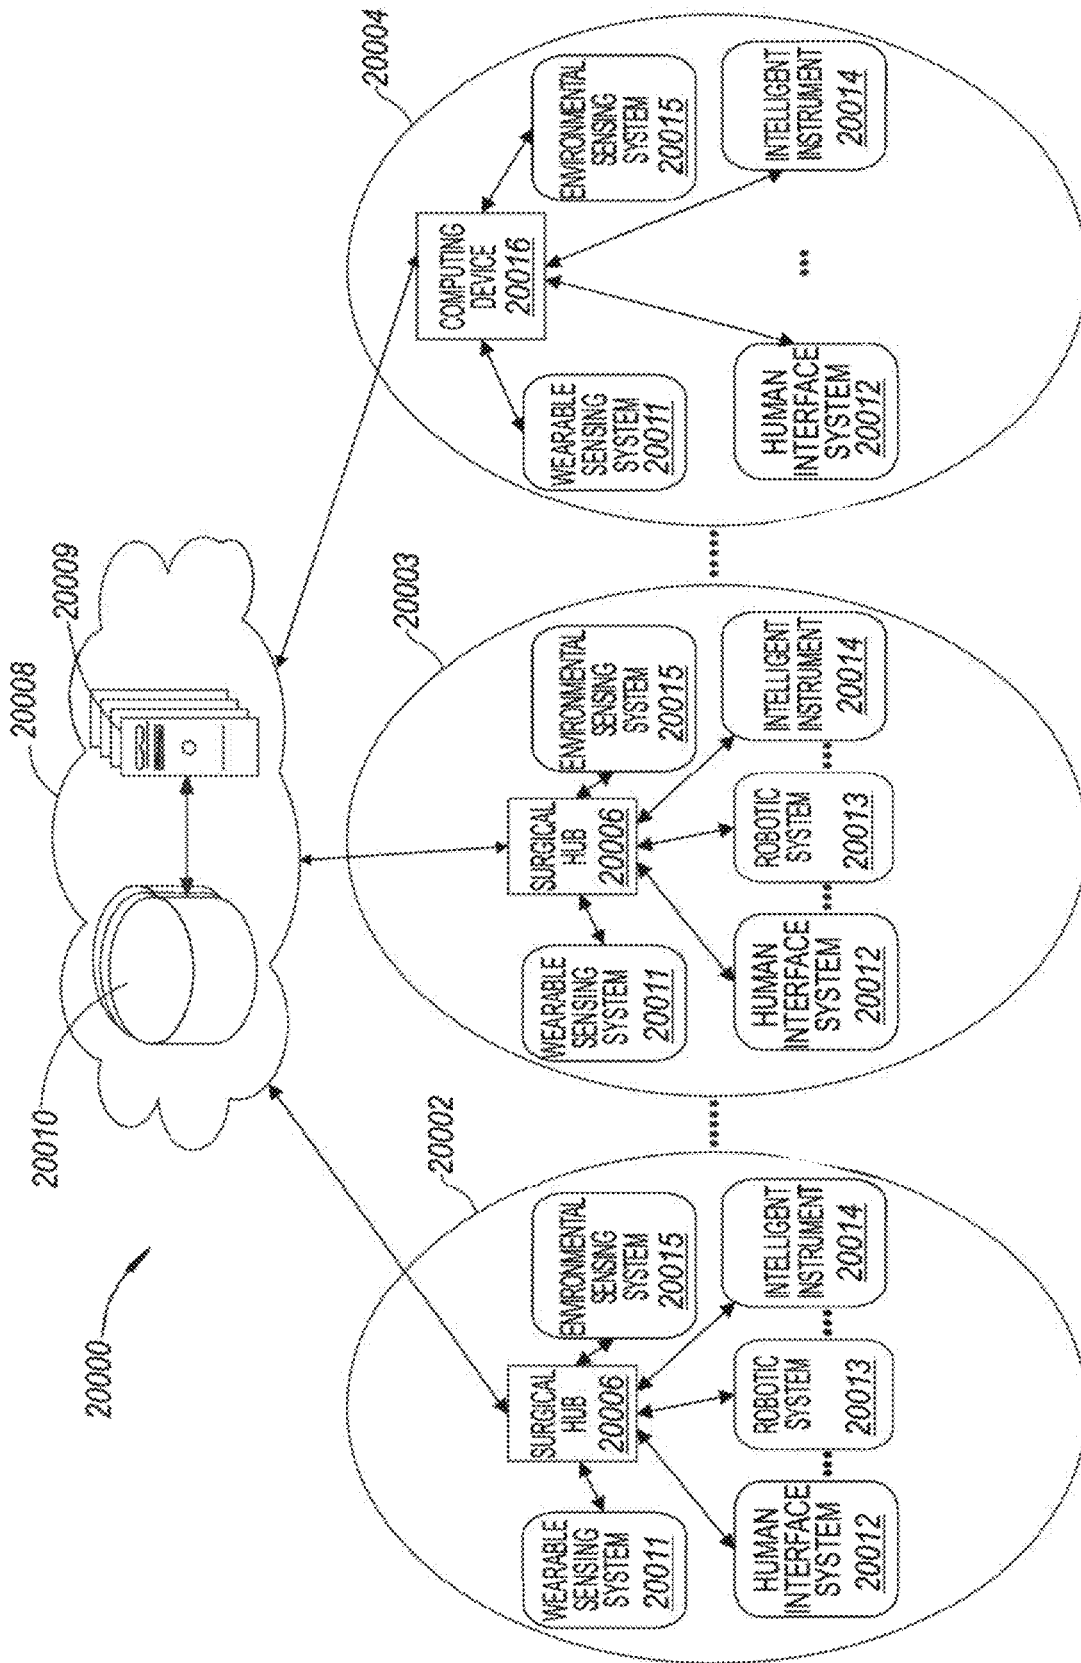 20000
20010
20008
20009
20002
SURGICAL
HUB
20006
WEARABLE
SENSING
SYSTEM
20011
ENVIRONMENTAL
SENSING
SYSTEM
20015
HUMAN
INTERFACE
SYSTEM
20012
ROBOTIC
SYSTEM
20013
INTELLIGENT
INSTRUMENT
20014
20003
SURGICAL
HUB
20006
WEARABLE
SENSING
SYSTEM
20011
ENVIRONMENTAL
SENSING
SYSTEM
20015
HUMAN
INTERFACE
SYSTEM
20012
ROBOTIC
SYSTEM
20013
INTELLIGENT
INSTRUMENT
20014
20004
COMPUTING
DEVICE
20016
WEARABLE
SENSING
SYSTEM
20011
ENVIRONMENTAL
SENSING
SYSTEM
20015
HUMAN
INTERFACE
SYSTEM
20012
INTELLIGENT
INSTRUMENT
20014